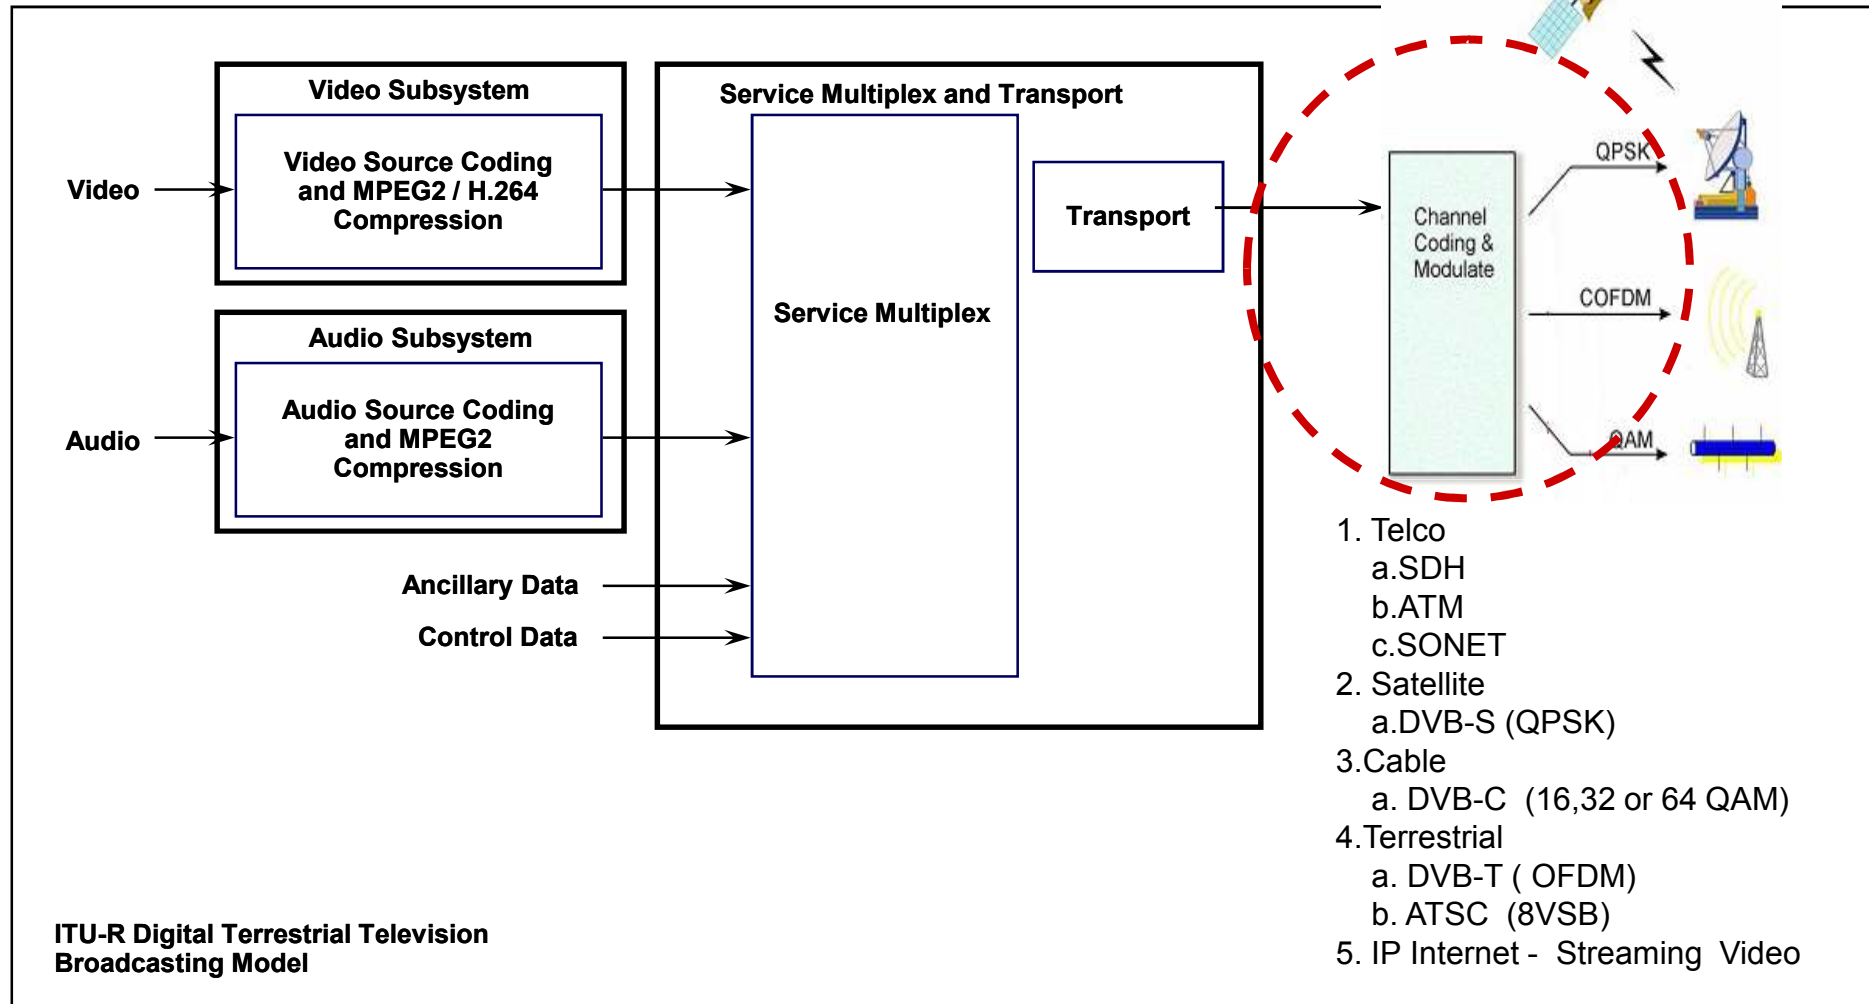 Video Subsystem
Video Source Coding
and MPEG2 / H.264
Compression
Video
Audio Subsystem
Audio Source Coding
and MPEG2
Compression
Audio
Ancillary Data
Control Data
Service Multiplex and Transport
Service Multiplex
Transport
Channel
Coding &
Modulate
QPSK
COFDM
QAM
1. Telco
a.SDH
b.ATM
c.SONET
2. Satellite
a.DVB-S (QPSK)
3.Cable
a. DVB-C (16,32 or 64 QAM)
4.Terrestrial
a. DVB-T ( OFDM)
b. ATSC (8VSB)
5. IP Internet - Streaming Video
ITU-R Digital Terrestrial Television
Broadcasting Model